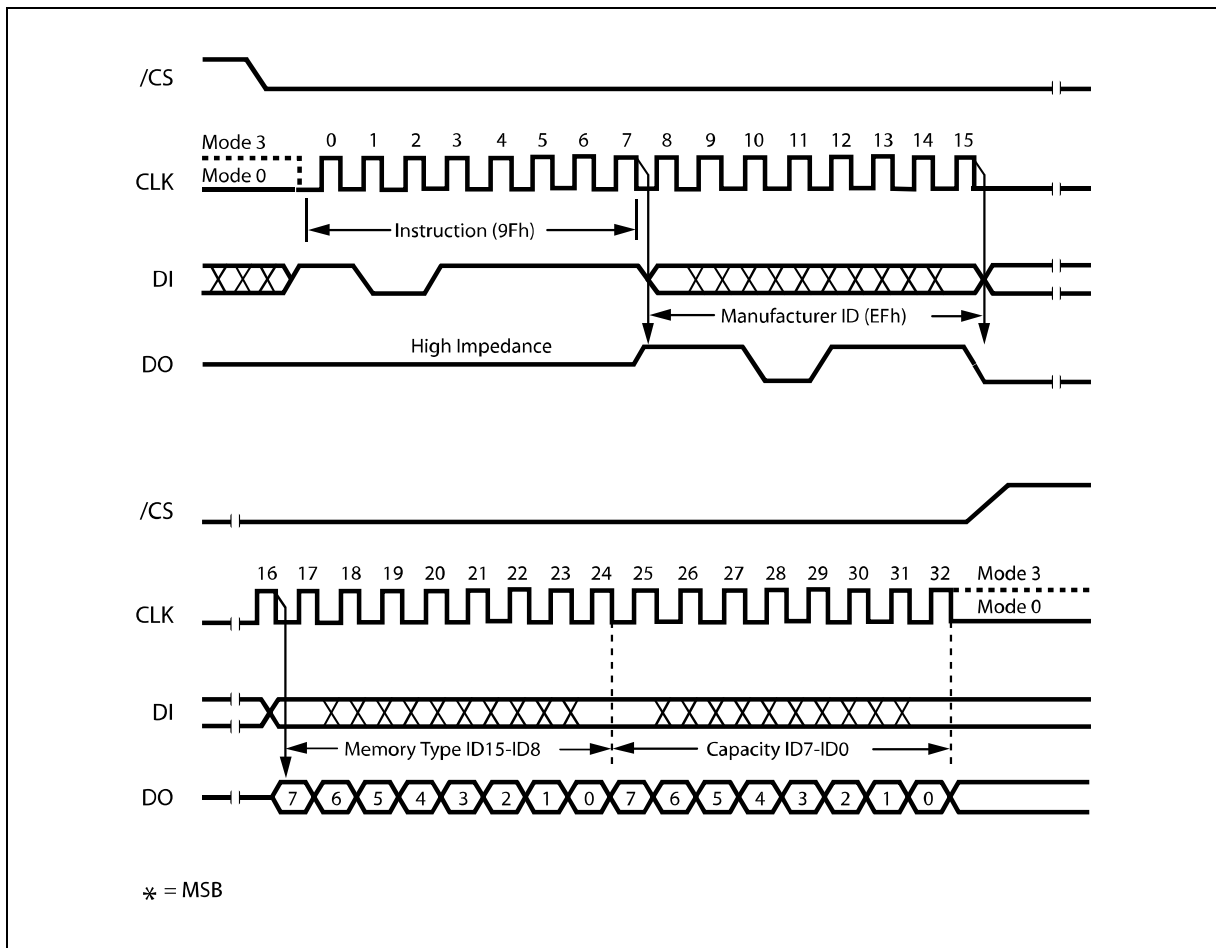 /CS
Mode 3
0 1 2 3 4 5 6 7 8 9 10 11 12 13 14 15
Mode 0
CLK
Instruction (9Fh)
DI
Manufacturer ID (EFh)
High Impedance
DO
/CS
16 17 18 19 20 21 22 23 24 25 26 27 28 29 30 31 32
Mode 3
Mode 0
CLK
DI
Memory Type ID15-ID8
Capacity ID7-ID0
DO
7 6 5 4 3 2 1 0 7 6 5 4 3 2 1 0
* = MSB